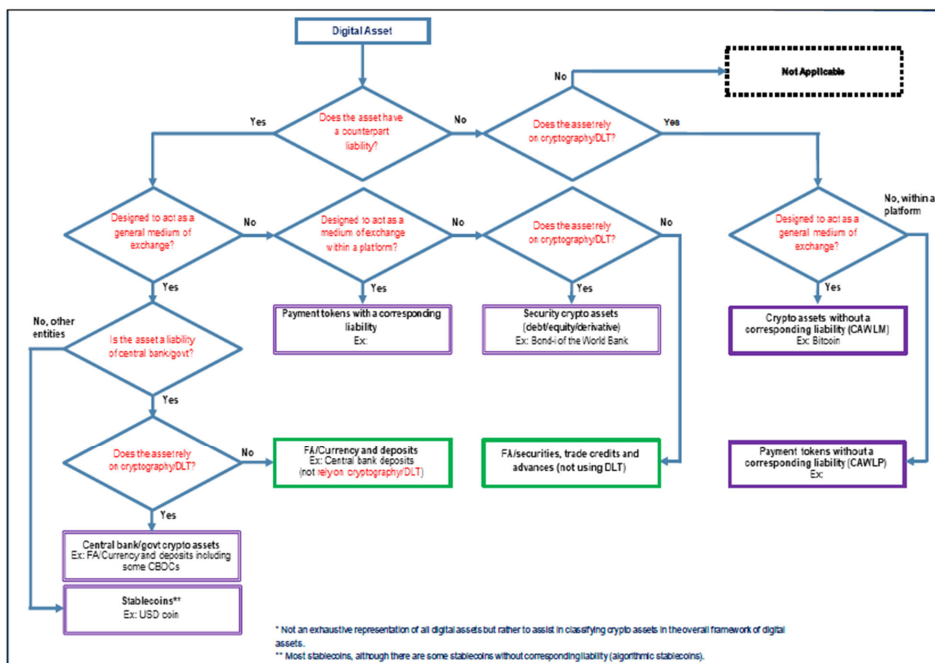 Digital Asset
No
Not Applicable
Yes
Does the asset have
a counterpart
liability?
No
Does the asset rely
on cryptography/DLT?
Yes
No, within a
platform
Designed to act as a
general medium of
exchange?
No
Designed to act as a
medium of exchange
within a platform?
No
Does the asset rely
on cryptography/DLT?
No
Designed to act as a
general medium of
exchange?
Yes
Yes
Yes
Yes
Payment tokens with a corresponding
liability
Ex:
Security crypto assets
(debt/equity/derivative)
Ex: Bond-i of the World Bank
Crypto assets without a
corresponding liability (CAWLM)
Ex: Bitcoin
No, other
entities
Is the asset a liability
of central bank/govt?
Yes
Does the asset rely
on cryptography/DLT?
No
FA/Currency and deposits
Ex: Central bank deposits
(not rely on cryptography/DLT)
FA/securities, trade credits and
advances (not using DLT)
Payment tokens without a
corresponding liability (CAWLP)
Ex:
Yes
Central bank/govt crypto assets
Ex: FA/Currency and deposits including
some CBDCs
Stablecoins**
Ex: USD coin
* Not an exhaustive representation of all digital assets but rather to assist in classifying crypto assets in the overall framework of digital
assets.
** Most stablecoins, although there are some stablecoins without corresponding liability (algorithmic stablecoins).